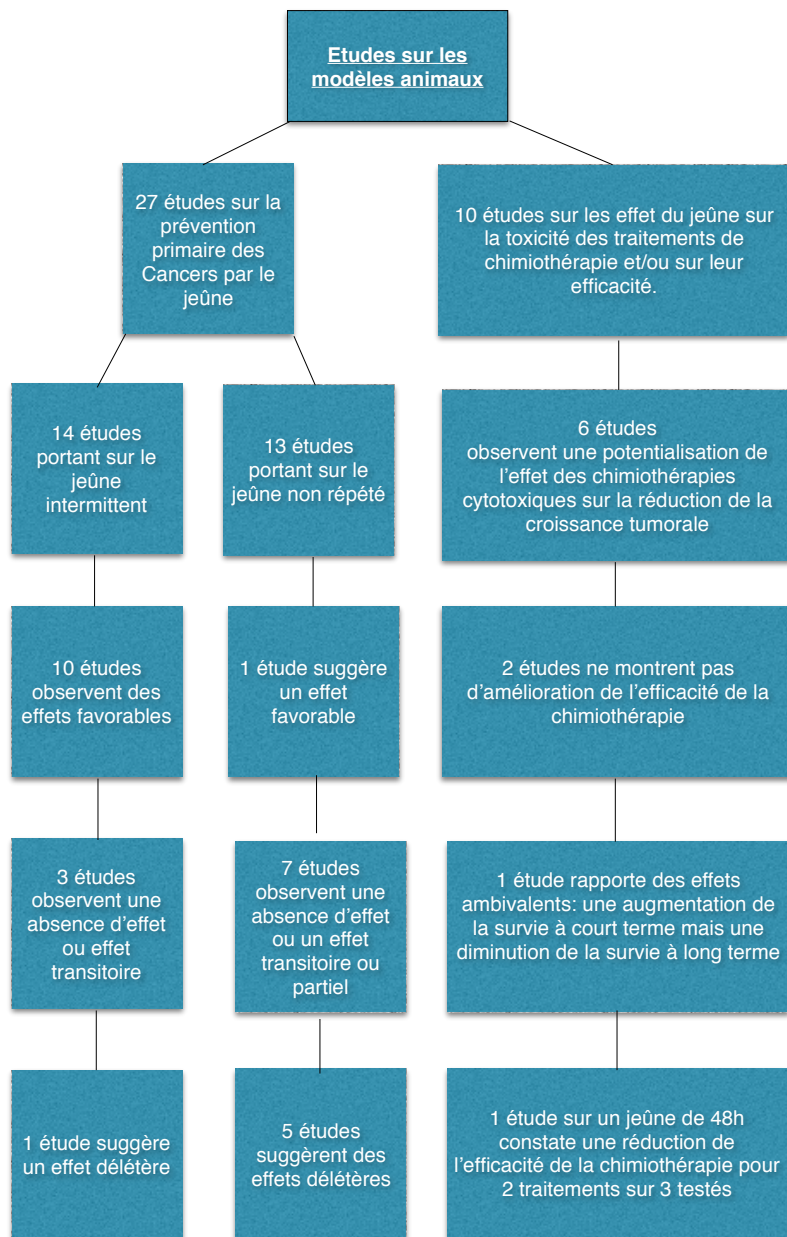 Etudes sur les
modèles animaux
27 études sur la
prévention
primaire des
Cancers par le
jeûne
10 études sur les effet du jeûne sur
la toxicité des traitements de
chimiothérapie et/ou sur leur
efficacité.
14 études
portant sur le
jeûne
intermittent
13 études
portant sur le
jeûne non répété
6 études
observent une potentialisation de
l'effet des chimiothérapies
cytotoxiques sur la réduction de la
croissance tumorale
10 études
observent des
effets favorables
1 étude suggère
un effet
favorable
2 études ne montrent pas
d'amélioration de l'efficacité de la
chimiothérapie
3 études
observent une
absence d'effet
ou effet
transitoire
7 études
observent une
absence d'effet
ou un effet
transitoire ou
partiel
1 étude rapporte des effets
ambivalents: une augmentation de
la survie à court terme mais une
diminution de la survie à long terme
1 étude suggère
un effet délétère
5 études
suggèrent des
effets délétères
1 étude sur un jeûne de 48h
constate une réduction de
l'efficacité de la chimiothérapie pour
2 traitements sur 3 testés